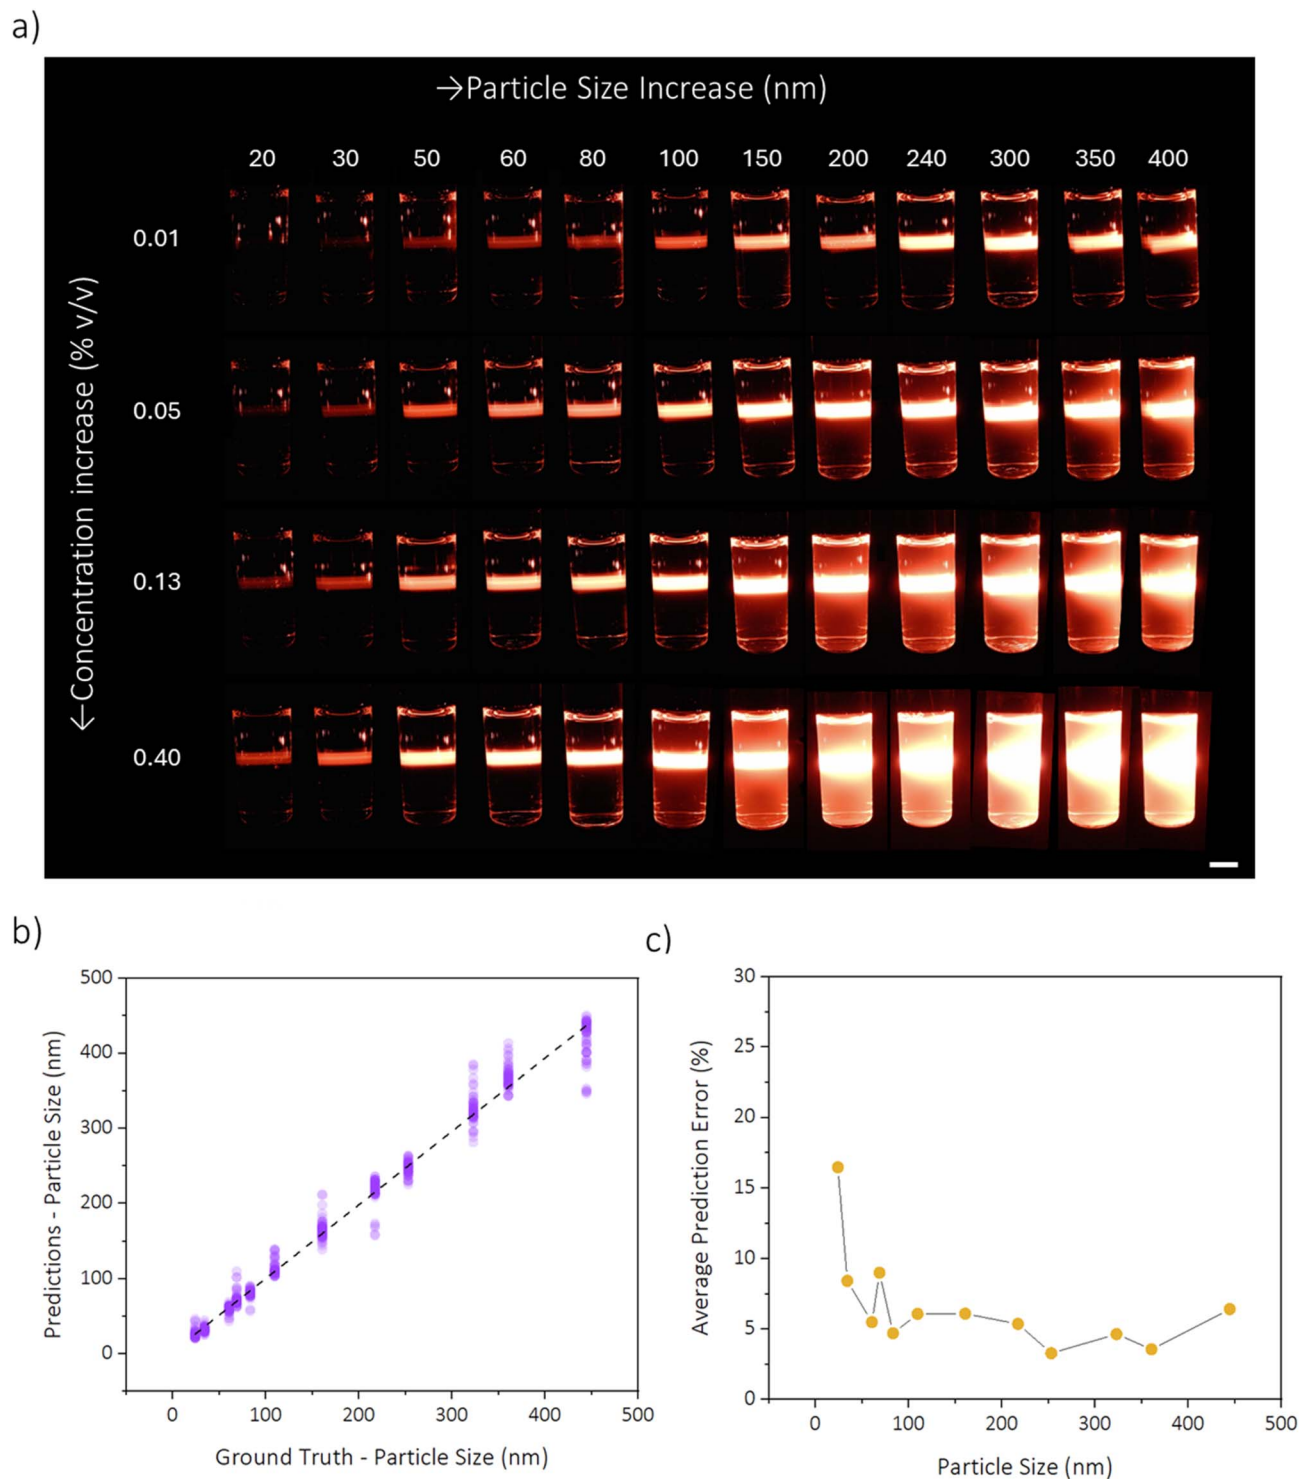 a)
→Particle Size Increase (nm)
20 30 50 60 80 100 150 200 240 300 350 400
←Concentration increase (% v/v)
0.01
0.05
0.13
0.40
b)
Predictions - Particle Size (nm)
500
400
300
200
100
0
0 100 200 300 400 500
Ground Truth - Particle Size (nm)
c)
Average Prediction Error (%)
30
25
20
15
10
5
0
0 100 200 300 400 500
Particle Size (nm)